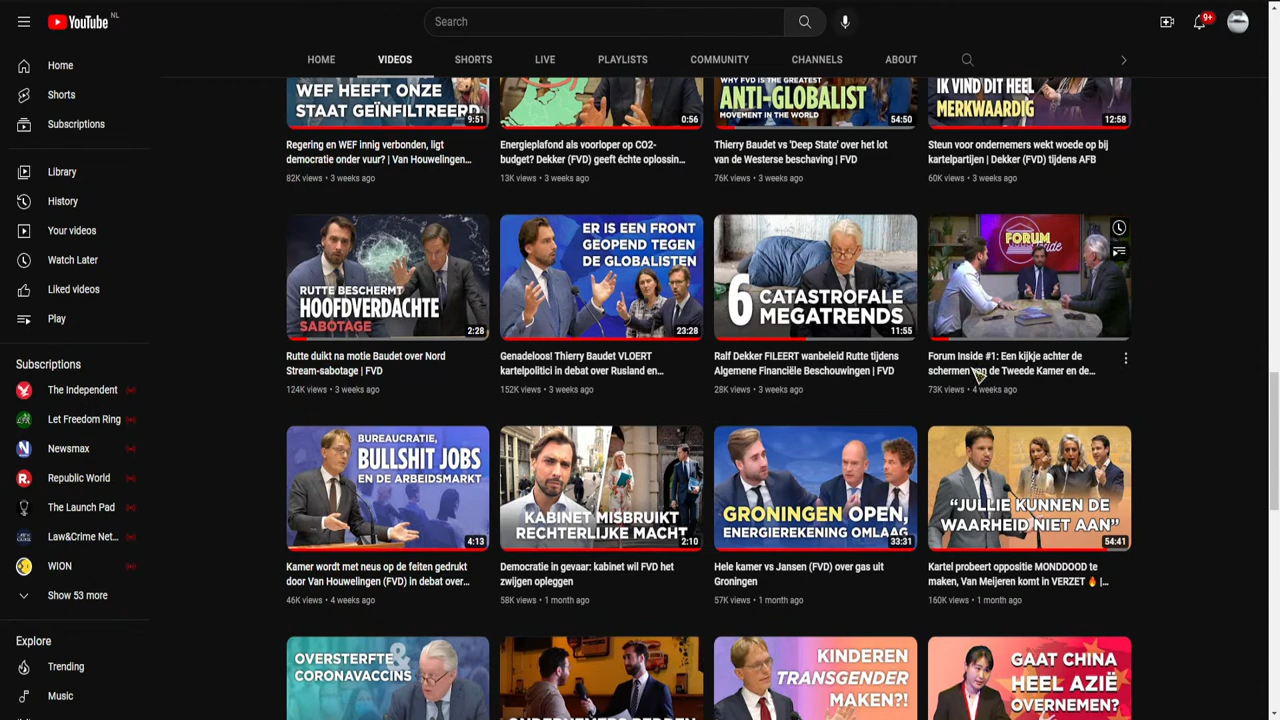 YouTube NL
Search
9+
HOME
VIDEOS
SHORTS
LIVE
PLAYLISTS
COMMUNITY
CHANNELS
ABOUT
Home
Shorts
Subscriptions
Library
History
Your videos
Watch Later
Liked videos
Play
Subscriptions
The Independent
Let Freedom Ring
Newsmax
Republic World
The Launch Pad
Law&Crime Net...
WION
Show 53 more
Explore
Trending
Music
WEF HEEFT ONZE
STAAT GEÏNFILTREERD
9:51
Regering en WEF innig verbonden, ligt
democratie onder vuur? | Van Houwelingen...
82K views • 3 weeks ago
0:56
Energieplafond als voorloper op CO2-
budget? Dekker (FVD) geeft échte oplossin...
13K views • 3 weeks ago
WHY FVD IS THE GREATEST
ANTI-GLOBALIST
MOVEMENT IN THE WORLD
54:50
Thierry Baudet vs 'Deep State' over het lot
van de Westerse beschaving | FVD
76K views • 3 weeks ago
IK VIND DIT HEEL
MERKWAARDIG
12:58
Steun voor ondernemers wekt woede op bij
kartelpartijen | Dekker (FVD) tijdens AFB
60K views • 3 weeks ago
RUTTE BESCHERMT
HOOFDVERDACHTE
SABOTAGE
2:28
Rutte duikt na motie Baudet over Nord
Stream-sabotage | FVD
124K views • 3 weeks ago
ER IS EEN FRONT
GEOPEND TEGEN
DE GLOBALISTEN
23:28
Genadeloos! Thierry Baudet VLOERT
kartelpolitici in debat over Rusland en...
152K views • 3 weeks ago
6 CATASTROFALE
MEGATRENDS
11:55
Ralf Dekker FILEERT wanbeleid Rutte tijdens
Algemene Financiële Beschouwingen | FVD
28K views • 3 weeks ago
FORUM
Forum Inside #1: Een kijkje achter de
schermen van de Tweede Kamer en de...
73K views • 4 weeks ago
BUREAUCRATIE,
BULLSHIT JOBS
EN DE ARBEIDSMARKT
4:13
Kamer wordt met neus op de feiten gedrukt
door Van Houwelingen (FVD) in debat over...
46K views • 4 weeks ago
KABINET MISBRUIKT
RECHTERLIJKE MACHT
2:10
Democratie in gevaar: kabinet wil FVD het
zwijgen opleggen
58K views • 1 month ago
GRONINGEN OPEN,
ENERGIEREKENING OMLAAG
33:31
Hele kamer vs Jansen (FVD) over gas uit
Groningen
57K views • 1 month ago
“JULLIE KUNNEN DE
WAARHEID NIET AAN”
54:41
Kartel probeert oppositie MONDDOOD te
maken, Van Meijeren komt in VERZET 🔥 |...
160K views • 1 month ago
OVERSTERFTE &
CORONAVACCINS
KINDEREN
TRANSGENDER
MAKEN?!
GAAT CHINA
HEEL AZIË
OVERNEMEN?